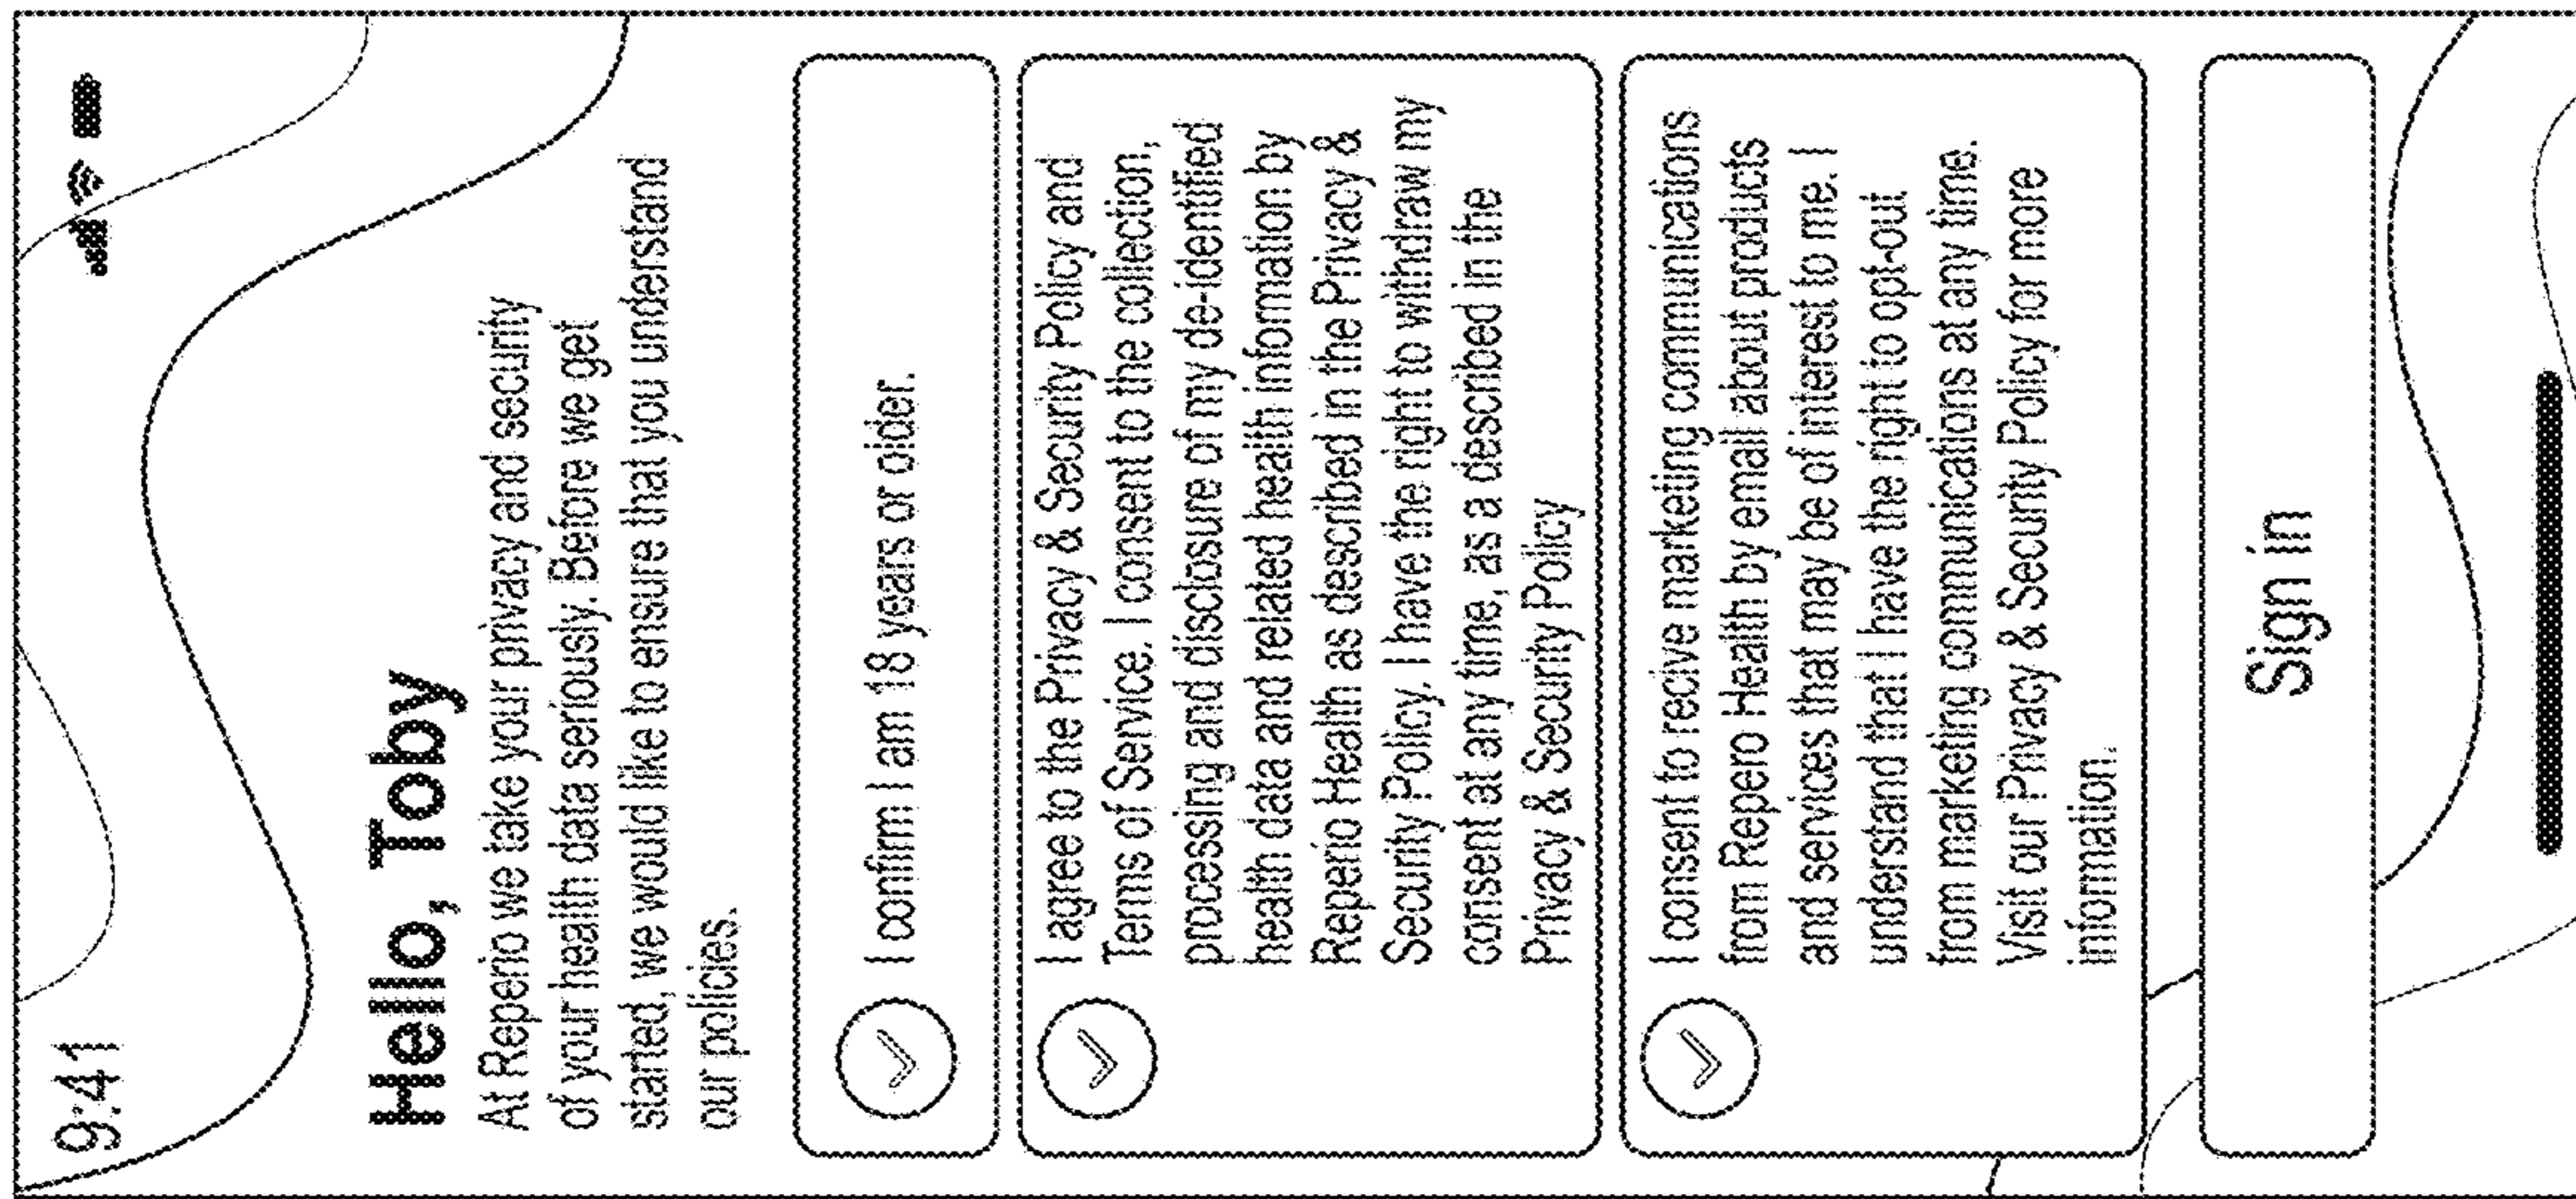 9:41
Hello, Toby
At Reperio we take your privacy and security
of your health data seriously. Before we get
started, we would like to ensure that you understand
our policies.
I confirm I am 18 years or older.
I agree to the Privacy & Security Policy and
Terms of Service. I consent to the collection,
processing and disclosure of my de-identified
health data and related health information by
Reperio Health as described in the Privacy &
Security Policy. I have the right to withdraw my
consent at any time, as a described in the
Privacy & Security Policy
I consent to recive marketing communications
from Repero Health by email about products
and services that may be of interest to me. I
understand that I have the right to opt-out
from marketing communications at any time.
Visit our Privacy & Security Policy for more
information.
Sign in